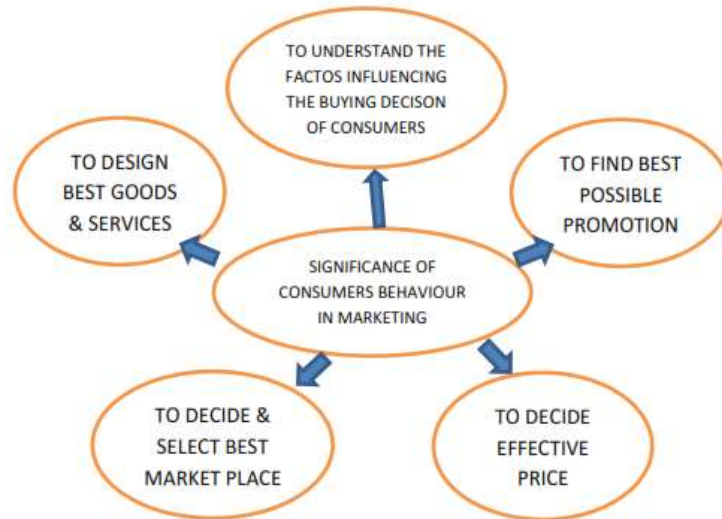 TO UNDERSTAND THE
FACTOS INFLUENCING
THE BUYING DECISON
OF CONSUMERS
TO DESIGN
BEST GOODS
& SERVICES
TO FIND BEST
POSSIBLE
PROMOTION
SIGNIFICANCE OF
CONSUMERS BEHAVIOUR
IN MARKETING
TO DECIDE &
SELECT BEST
MARKET PLACE
TO DECIDE
EFFECTIVE
PRICE